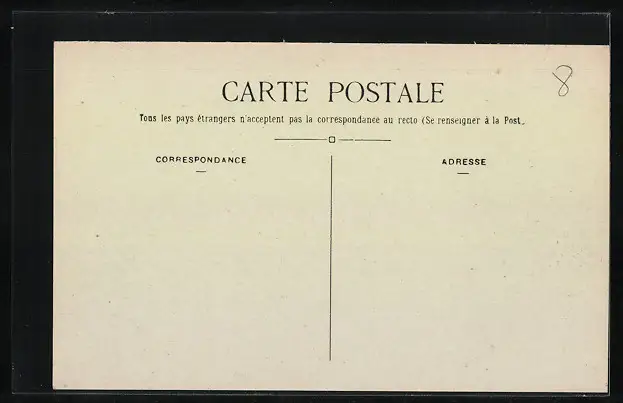 8
CARTE POSTALE
Tous les pays étrangers n'acceptent pas la correspondance au recto (Se renseigner à la Post.
CORRESPONDANCE
ADRESSE